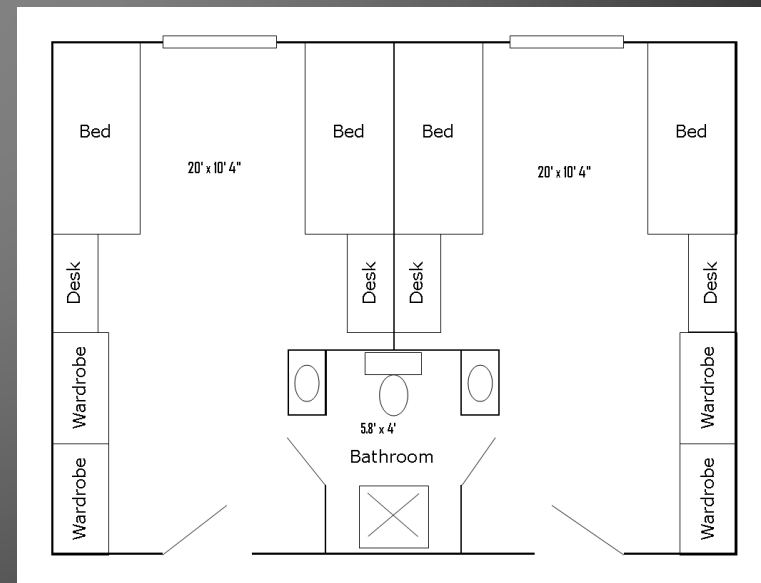 Bed
Bed
Bed
Bed
20' x 10' 4"
20' x 10' 4"
Desk
Desk
Desk
Desk
Wardrobe
Wardrobe
5.8' x 4'
Bathroom
Wardrobe
Wardrobe